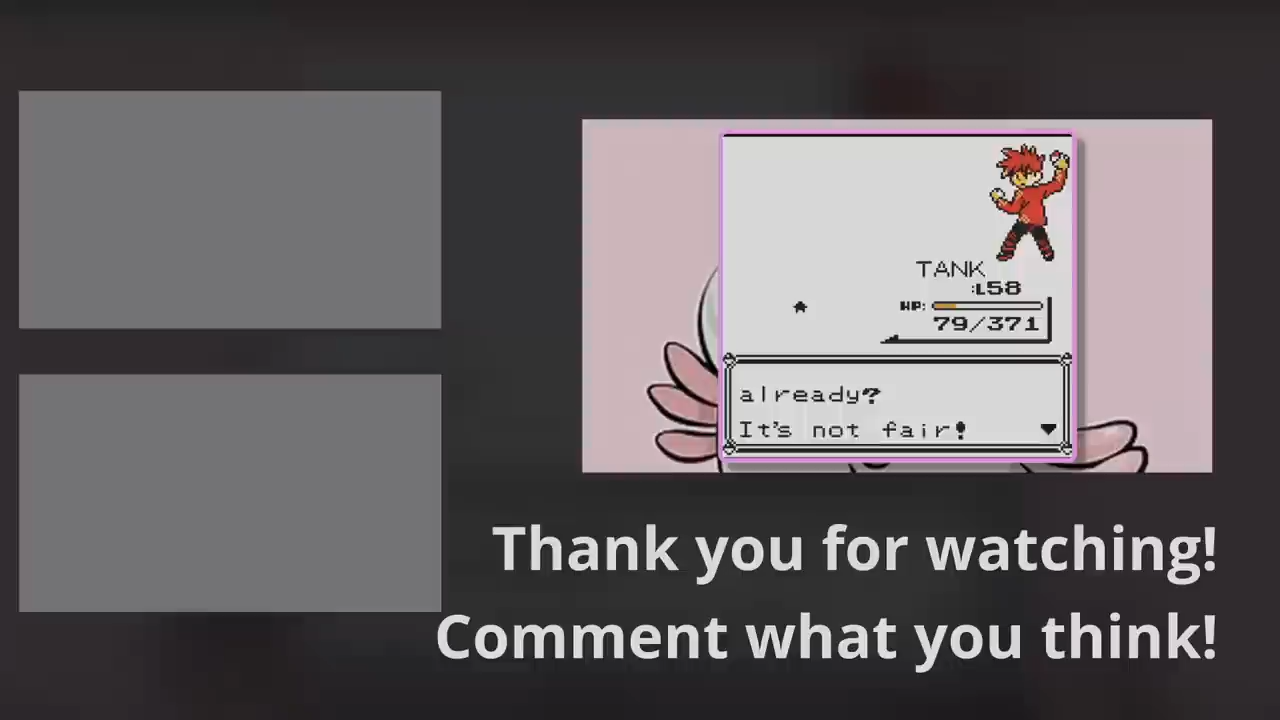 TANK
:L58
HP:
79/371
already?
It's not fair!
Thank you for watching!
Comment what you think!